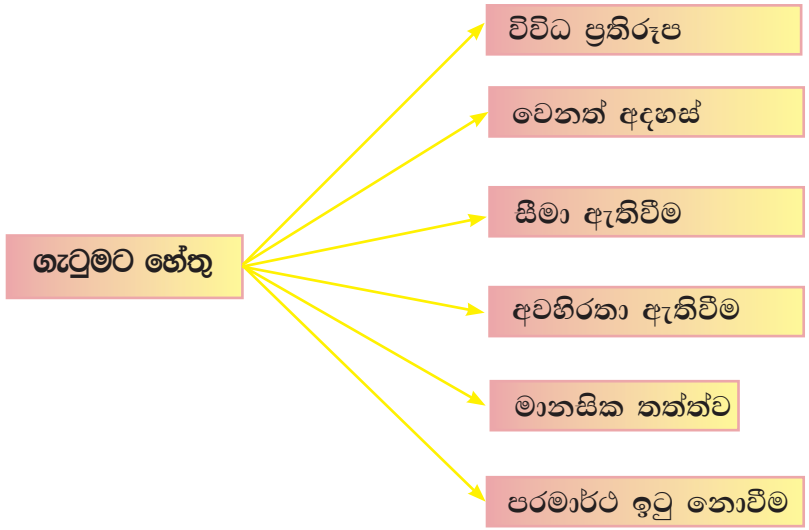 ගැටුමට හේතු
විවිධ ප්‍රතිරූප
වෙනත් අදහස්
සීමා ඇතිවීම
අවහිරතා ඇතිවීම
මානසික තත්ත්ව
පරමාර්ථ ඉටු නොවීම